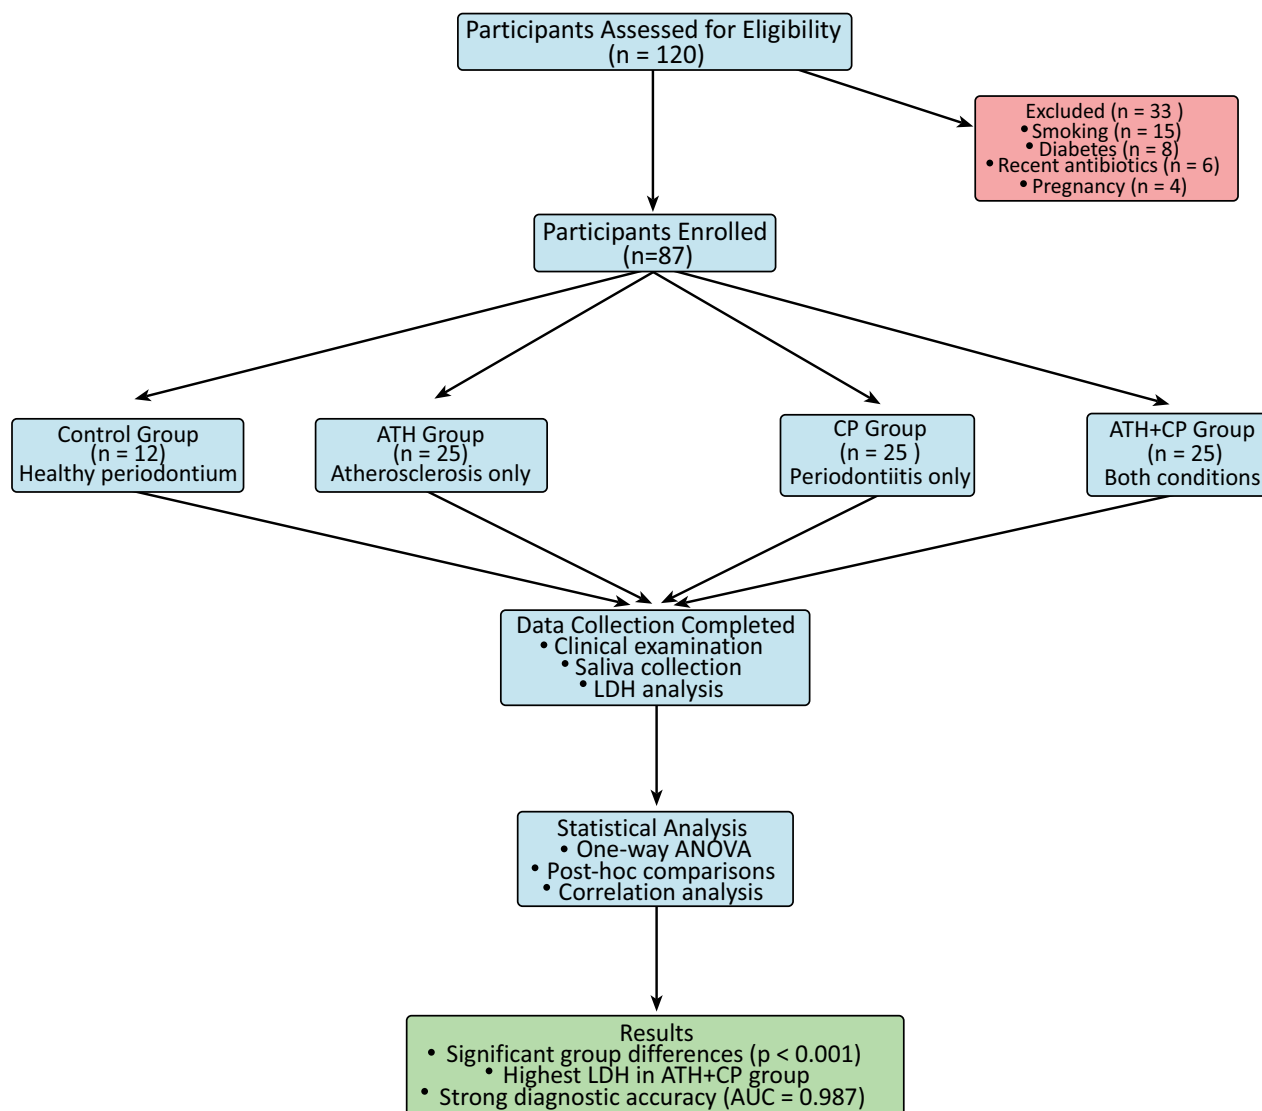 Participants Assessed for Eligibility
(n = 120)
Excluded (n = 33 )
• Smoking (n = 15)
• Diabetes (n = 8)
• Recent antibiotics (n = 6)
• Pregnancy (n = 4)
Participants Enrolled
(n=87)
Control Group
(n = 12)
Healthy periodontium
ATH Group
(n = 25)
Atherosclerosis only
CP Group
(n = 25 )
Periodontiitis only
ATH+CP Group
(n = 25)
Both conditions
Data Collection Completed
• Clinical examination
• Saliva collection
• LDH analysis
Statistical Analysis
• One-way ANOVA
• Post-hoc comparisons
• Correlation analysis
Results
• Significant group differences (p < 0.001)
• Highest LDH in ATH+CP group
• Strong diagnostic accuracy (AUC = 0.987)